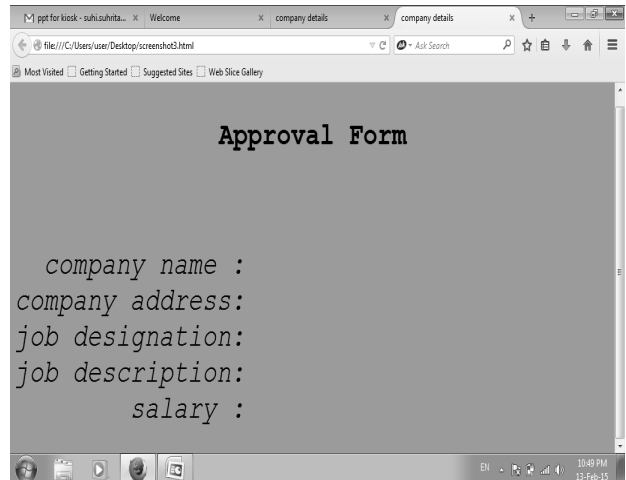 ppt for kiosk - suhi.suhrita... × Welcome × company details × company details × +
file:///C:/Users/user/Desktop/screenshot3.html Ask Search
Most Visited Getting Started Suggested Sites Web Slice Gallery
Approval Form
company name :
company address:
job designation:
job description:
salary :
EN 10:49 PM
13-Feb-15